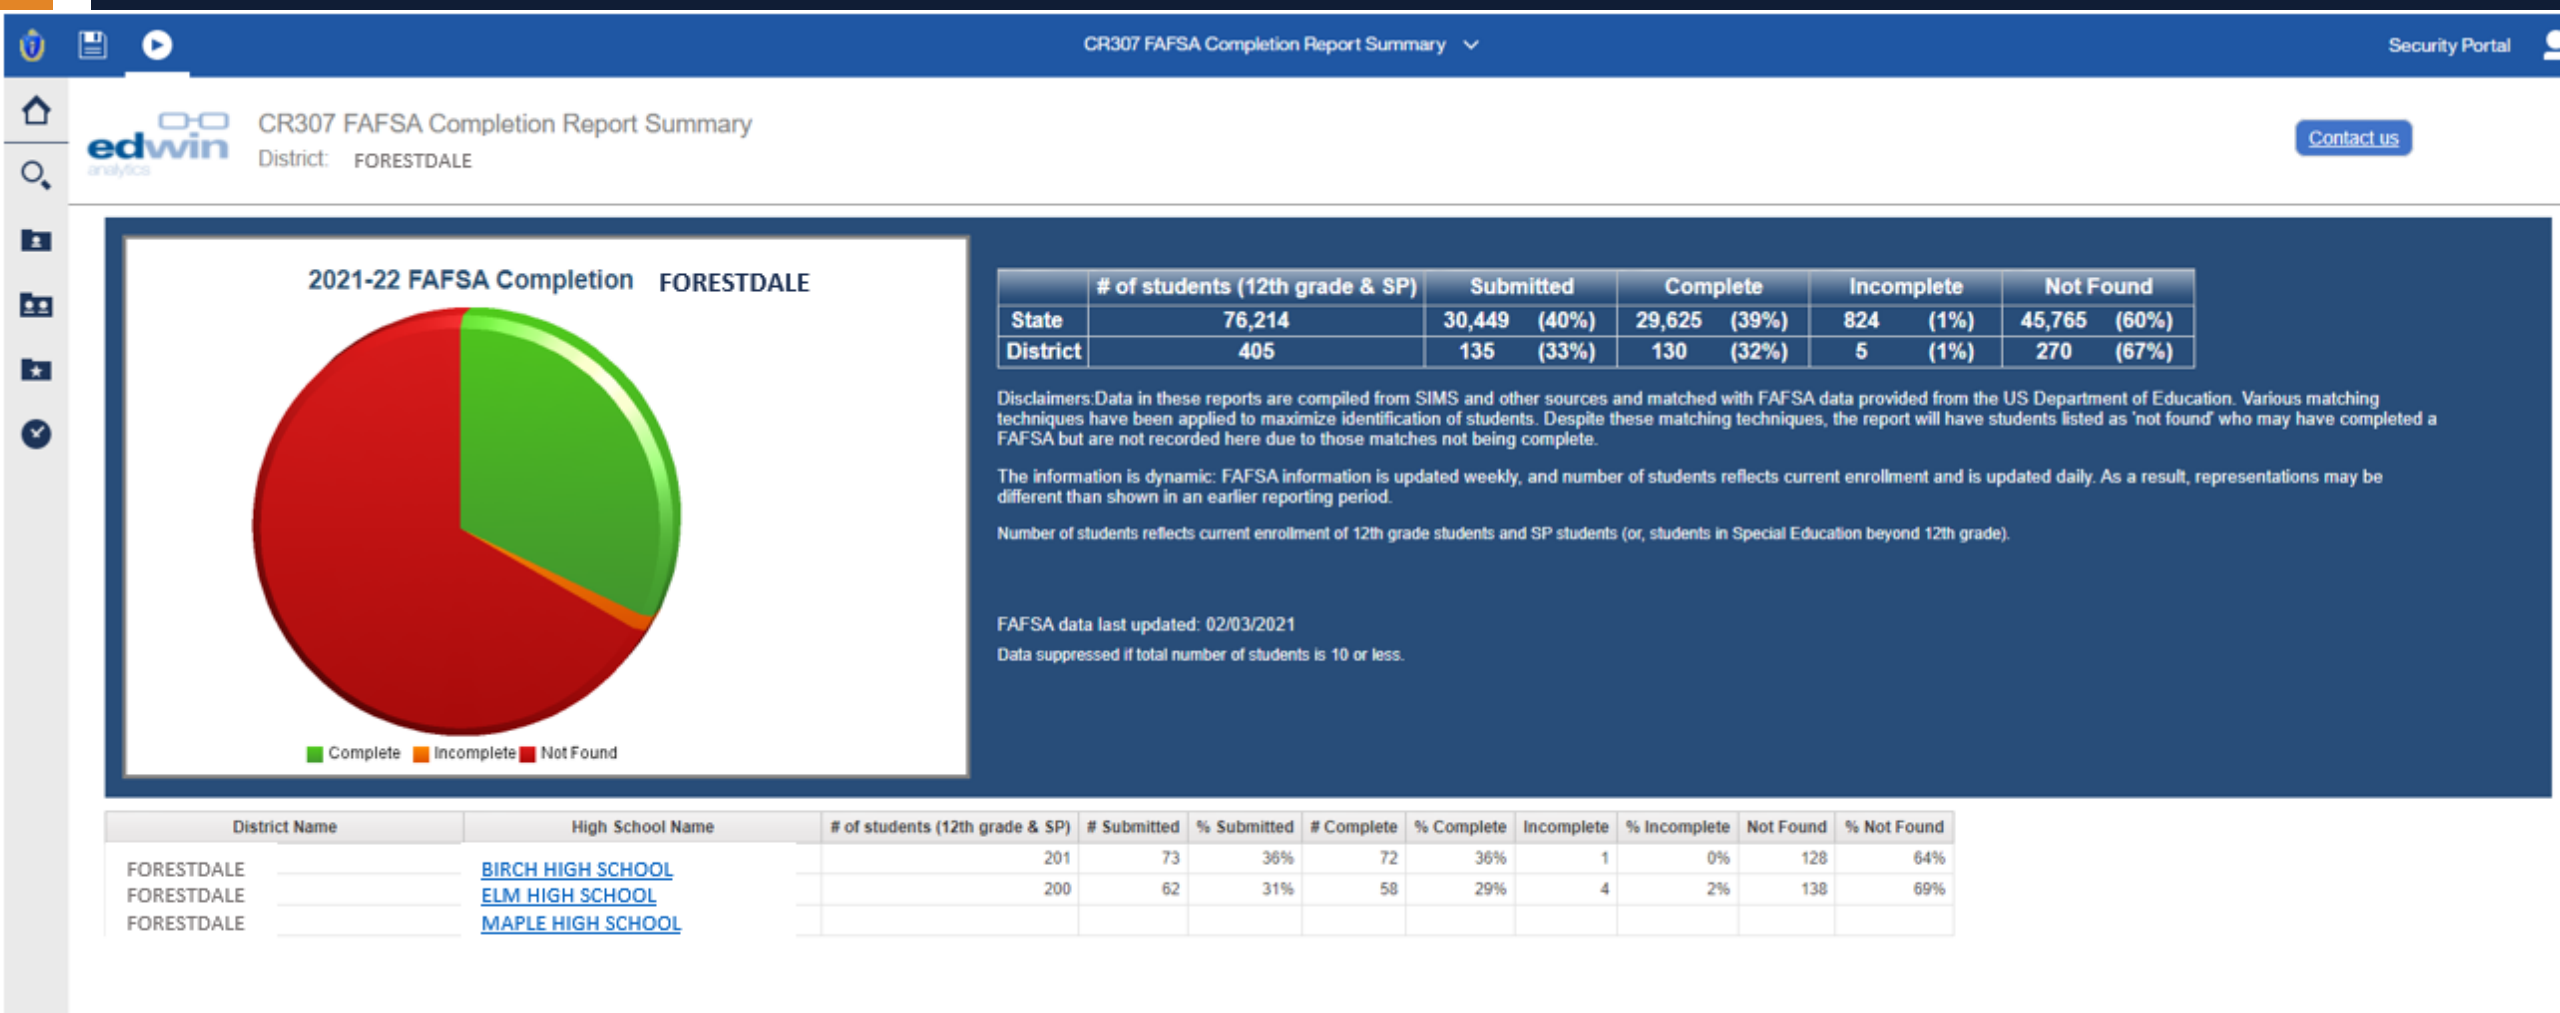 CR307 FAFSA Completion Report Summary
Security Portal
edwin
analytics
CR307 FAFSA Completion Report Summary
District: FORESTDALE
Contact us
2021-22 FAFSA Completion FORESTDALE
Complete Incomplete Not Found
# of students (12th grade & SP) Submitted Complete Incomplete Not Found
State 76,214 30,449 (40%) 29,625 (39%) 824 (1%) 45,765 (60%)
District 405 135 (33%) 130 (32%) 5 (1%) 270 (67%)
Disclaimers:Data in these reports are compiled from SIMS and other sources and matched with FAFSA data provided from the US Department of Education. Various matching
techniques have been applied to maximize identification of students. Despite these matching techniques, the report will have students listed as 'not found' who may have completed a
FAFSA but are not recorded here due to those matches not being complete.
The information is dynamic: FAFSA information is updated weekly, and number of students reflects current enrollment and is updated daily. As a result, representations may be
different than shown in an earlier reporting period.
Number of students reflects current enrollment of 12th grade students and SP students (or, students in Special Education beyond 12th grade).
FAFSA data last updated: 02/03/2021
Data suppressed if total number of students is 10 or less.
District Name High School Name # of students (12th grade & SP) # Submitted % Submitted # Complete % Complete Incomplete % Incomplete Not Found % Not Found
FORESTDALE BIRCH HIGH SCHOOL 201 73 36% 72 36% 1 0% 128 64%
FORESTDALE ELM HIGH SCHOOL 200 62 31% 58 29% 4 2% 138 69%
FORESTDALE MAPLE HIGH SCHOOL